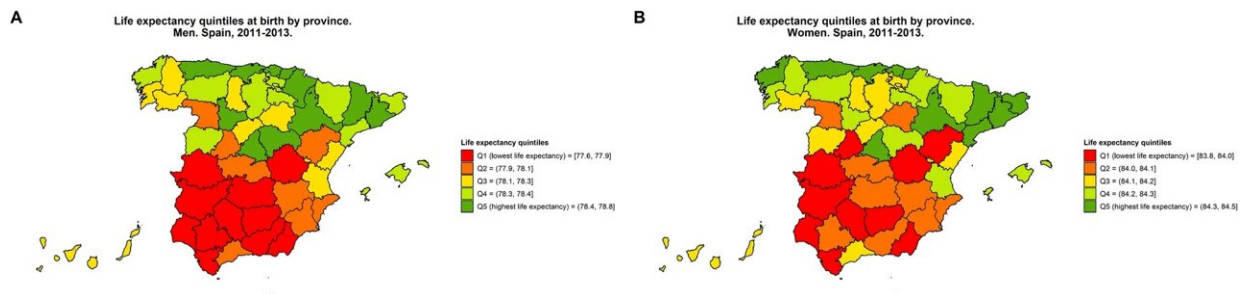 A
Life expectancy quintiles at birth by province.
Men. Spain, 2011-2013.
Life expectancy quintiles
Q1 (lowest life expectancy) = [77.6, 77.9]
Q2 = (77.9, 78.1]
Q3 = (78.1, 78.3]
Q4 = (78.3, 78.4]
Q5 (highest life expectancy) = (78.4, 78.8]
B
Life expectancy quintiles at birth by province.
Women. Spain, 2011-2013.
Life expectancy quintiles
Q1 (lowest life expectancy) = [83.8, 84.0]
Q2 = (84.0, 84.1]
Q3 = (84.1, 84.2]
Q4 = (84.2, 84.3]
Q5 (highest life expectancy) = (84.3, 84.5]